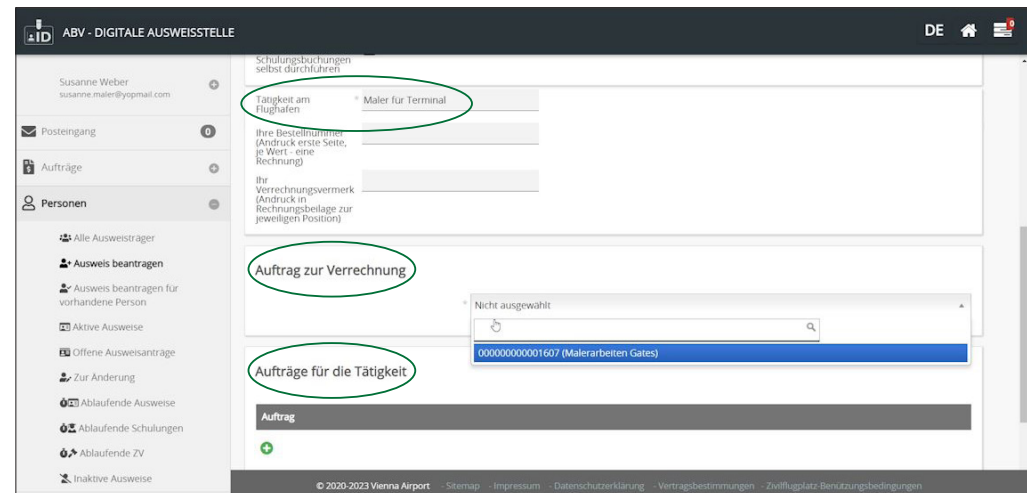 ID ABV - DIGITALE AUSWEISSTELLE DE 0
Susanne Weber
susanne.maler@yopmail.com
Posteingang 0
Aufträge
Personen
Alle Ausweisträger
Ausweis beantragen
Ausweis beantragen für
vorhandene Person
Aktive Ausweise
Offene Ausweisanträge
Zur Änderung
Ablaufende Ausweise
Ablaufende Schulungen
Ablaufende ZV
Inaktive Ausweise
Schulungsbuchungen
selbst durchführen
Tätigkeit am
Flughafen
* Maler für Terminal
Ihre Bestellnummer
(Andruck erste Seite,
je Wert - eine
Rechnung)
Ihr
Verrechnungsvermerk
(Andruck in
Rechnungsbeilage zur
jeweiligen Position)
Auftrag zur Verrechnung
* Nicht ausgewählt
000000000001607 (Malerarbeiten Gates)
Aufträge für die Tätigkeit
Auftrag
© 2020-2023 Vienna Airport - Sitemap - Impressum - Datenschutzerklärung - Vertragsbestimmungen - Zivilflugplatz-Benützungsbedingungen